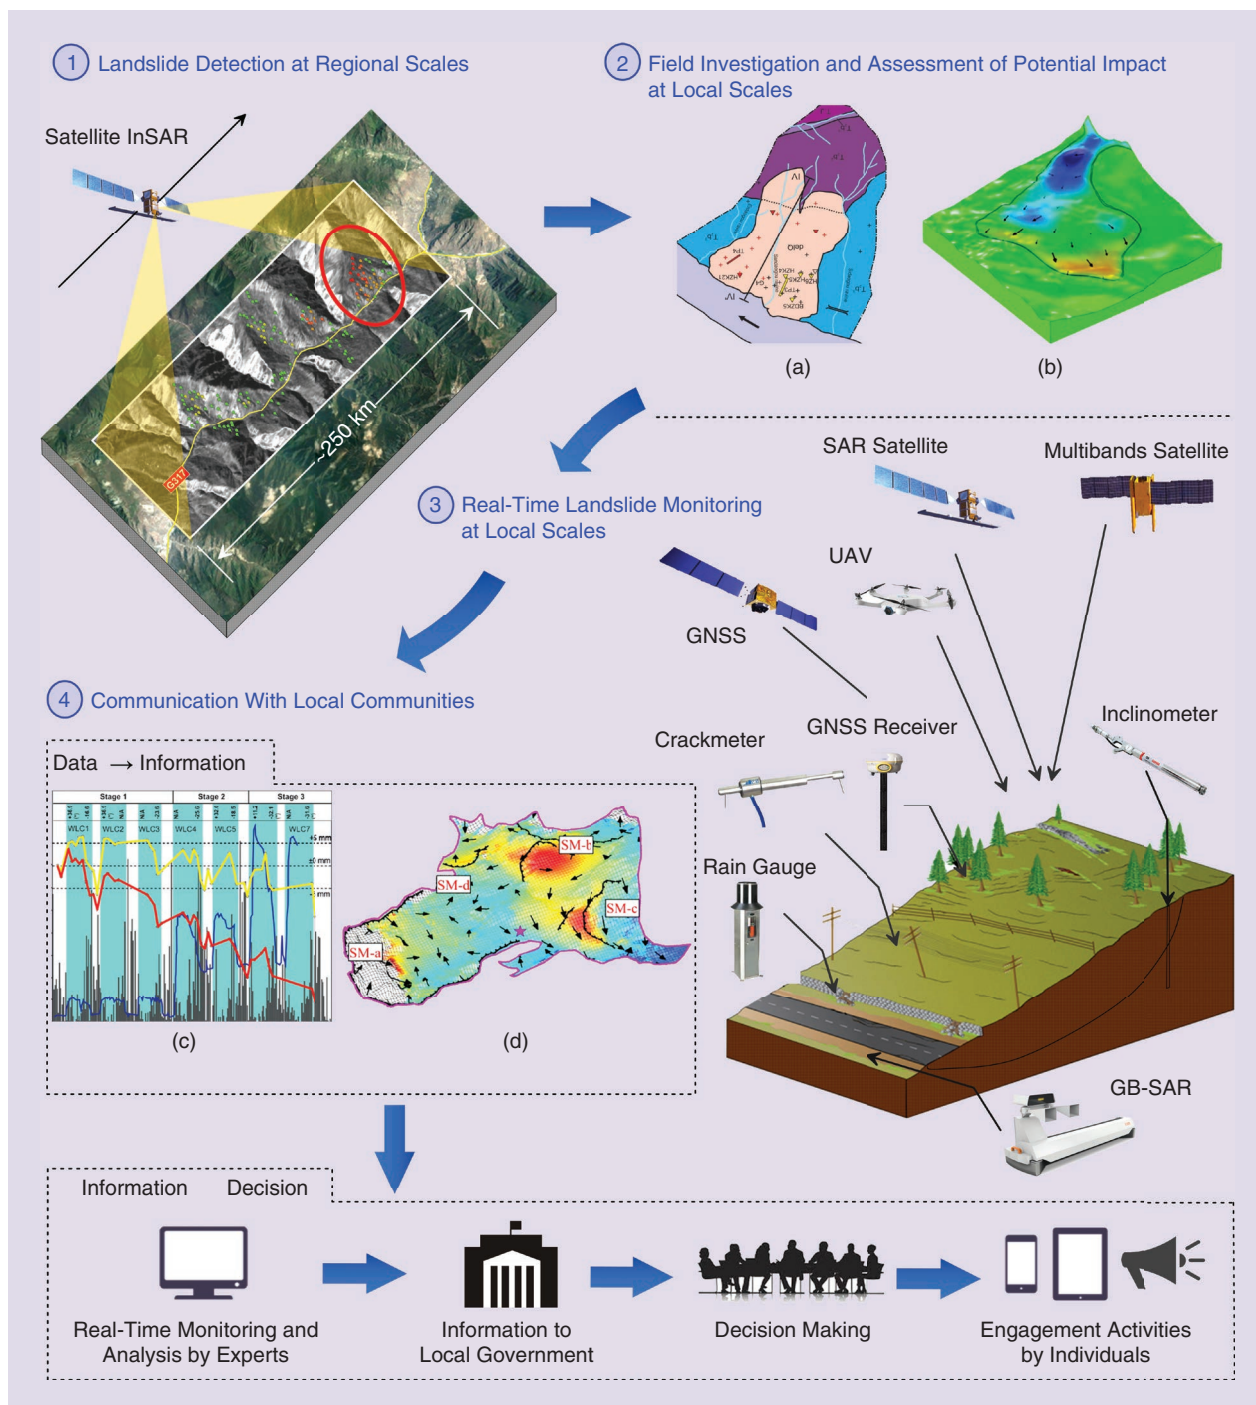 1 Landslide Detection at Regional Scales
Satellite InSAR
~250 km
G317
2 Field Investigation and Assessment of Potential Impact
at Local Scales
(a)
(b)
3 Real-Time Landslide Monitoring
at Local Scales
SAR Satellite
Multibands Satellite
UAV
GNSS
Crackmeter
GNSS Receiver
Inclinometer
Rain Gauge
GB-SAR
4 Communication With Local Communities
Data → Information
Stage 1
Stage 2
Stage 3
WLC1
WLC2
WLC3
WLC4
WLC5
WLC7
±0 mm
(c)
SM-b
SM-d
SM-c
SM-a
(d)
Information Decision
Real-Time Monitoring and
Analysis by Experts
Information to
Local Government
Decision Making
Engagement Activities
by Individuals